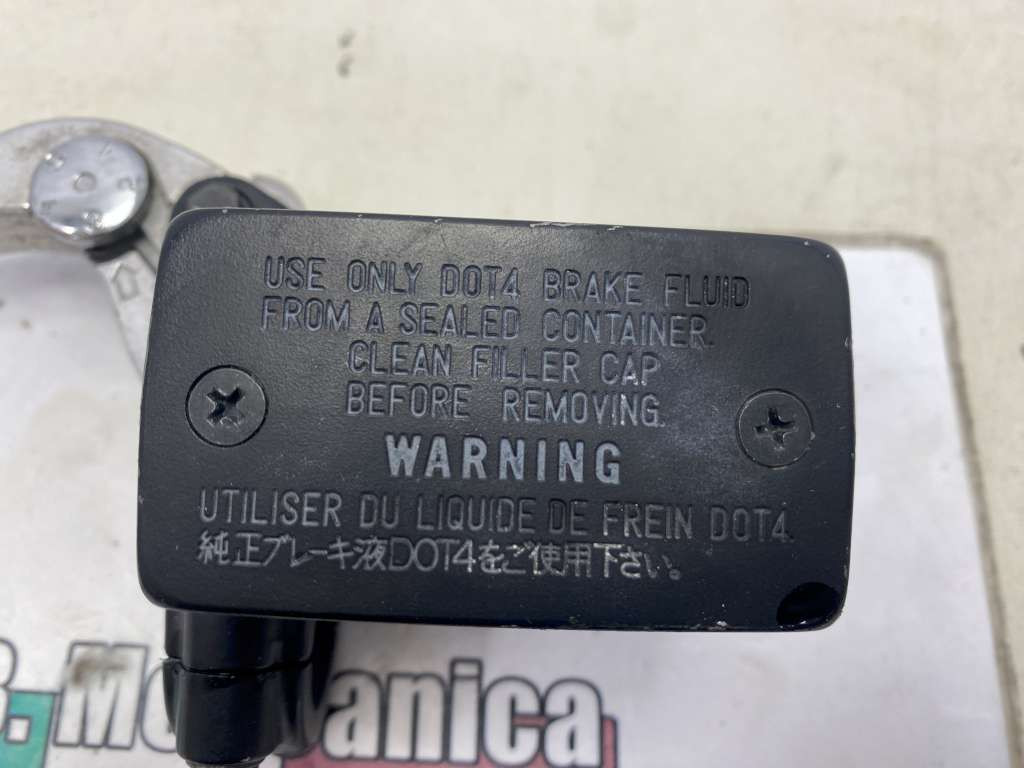 USE ONLY DOT4 BRAKE FLUID
FROM A SEALED CONTAINER.
CLEAN FILLER CAP
BEFORE REMOVING.
WARNING
UTILISER DU LIQUIDE DE FREIN DOT4.
純正ブレーキ液DOT4をご使用下さい。